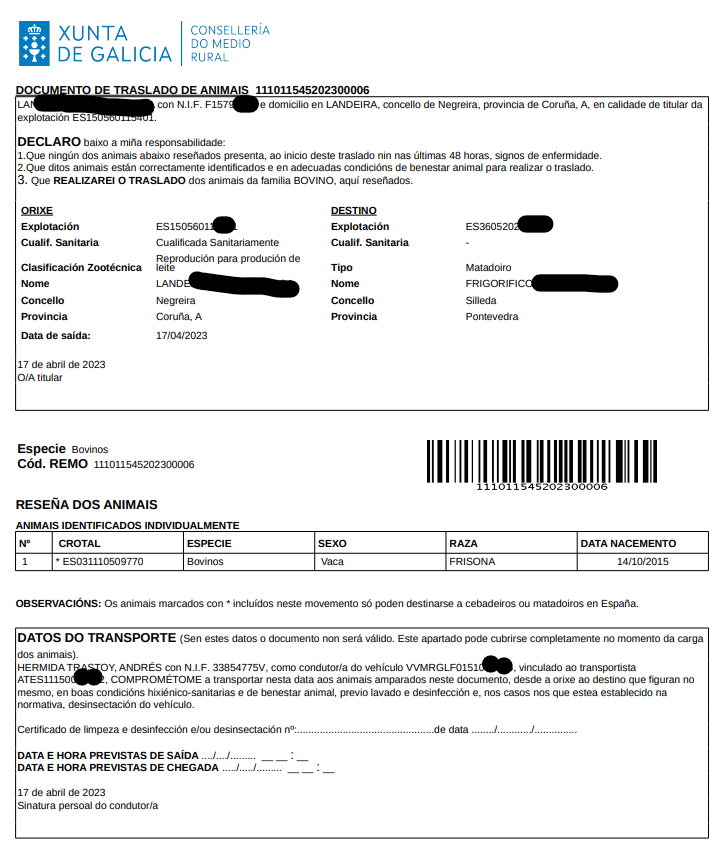 XUNTA
DE GALICIA
CONSELLERÍA
DO MEDIO
RURAL
DOCUMENTO DE TRASLADO DE ANIMAIS 111011545202300006
con N.I.F. F1579 e domicilio en LANDEIRA, concello de Negreira, provincia de Coruña, A, en calidade de titular da
explotación ES150560115401.
DECLARO baixo a miña responsabilidade:
1.Que ningún dos animais abaixo reseñados presenta, ao inicio deste traslado nin nas últimas 48 horas, signos de enfermidade.
2.Que ditos animais están correctamente identificados e en adecuadas condicións de benestar animal para realizar o traslado.
3. Que REALIZAREI O TRASLADO dos animais da familia BOVINO, aquí reseñados.
ORIXE DESTINO
Explotación ES15056011 Explotación ES3605202
Cualif. Sanitaria Cualificada Sanitariamente Cualif. Sanitaria -
Reprodución para produción de
Clasificación Zootécnica leite Tipo Matadoiro
Nome LANDE Nome FRIGORIFICO
Concello Negreira Concello Silleda
Provincia Coruña, A Provincia Pontevedra
Data de saída: 17/04/2023
17 de abril de 2023
O/A titular
Especie Bovinos
Cód. REMO 111011545202300006
111011545202300006
RESEÑA DOS ANIMAIS
ANIMAIS IDENTIFICADOS INDIVIDUALMENTE
Nº CROTAL ESPECIE SEXO RAZA DATA NACEMENTO
1 * ES031110509770 Bovinos Vaca FRISONA 14/10/2015
OBSERVACIÓNS: Os animais marcados con * incluídos neste movemento só poden destinarse a cebadeiros ou matadoiros en España.
DATOS DO TRANSPORTE (Sen estes datos o documento non será válido. Este apartado pode cubrirse completamente no momento da carga
dos animais).
HERMIDA TRASTOY, ANDRÉS con N.I.F. 33854775V, como condutor/a do vehículo VVMRGLF01510 , vinculado ao transportista
ATES111500 2, COMPROMÉTOME a transportar nesta data aos animais amparados neste documento, desde a orixe ao destino que figuran no
mesmo, en boas condicións hixiénico-sanitarias e de benestar animal, previo lavado e desinfección e, nos casos nos que estea establecido na
normativa, desinsectación do vehículo.
Certificado de limpeza e desinfección e/ou desinsectación nº:................................................de data ......../............/...............
DATA E HORA PREVISTAS DE SAÍDA ..../..../......... __ __ : __
DATA E HORA PREVISTAS DE CHEGADA ...../...../......... __ __ : __
17 de abril de 2023
Sinatura persoal do condutor/a